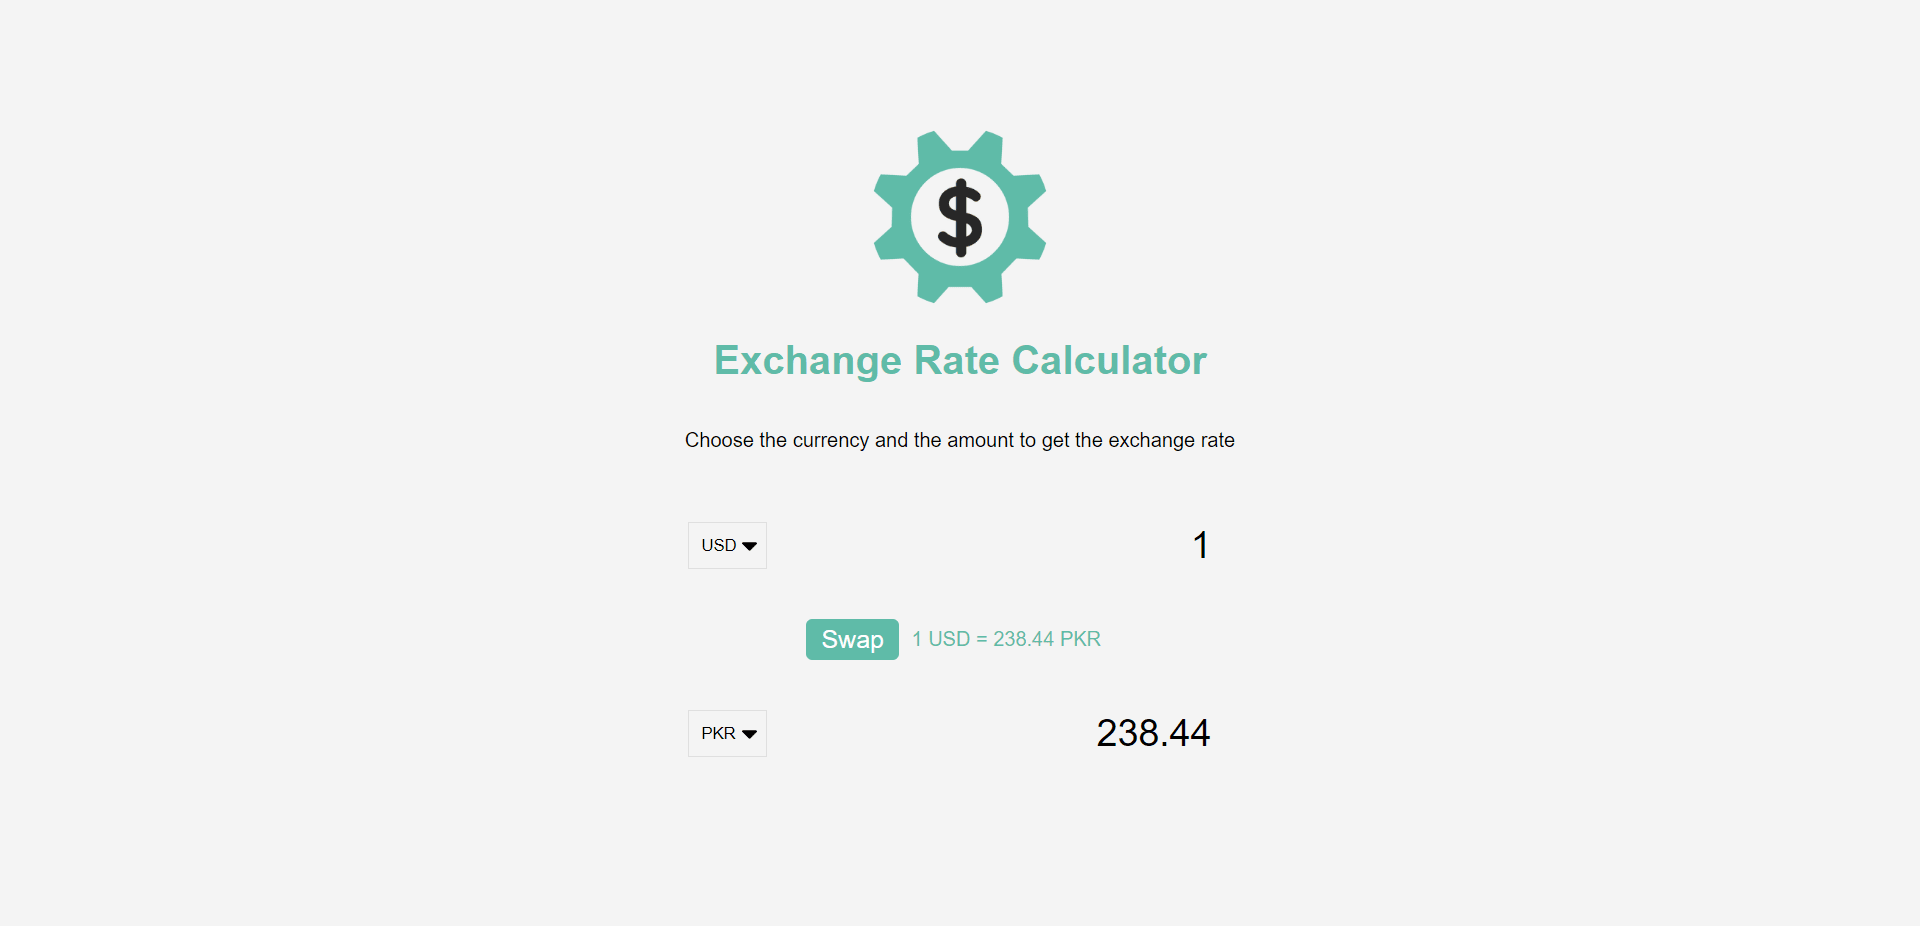 $
Exchange Rate Calculator
Choose the currency and the amount to get the exchange rate
USD 1
Swap 1 USD = 238.44 PKR
PKR 238.44